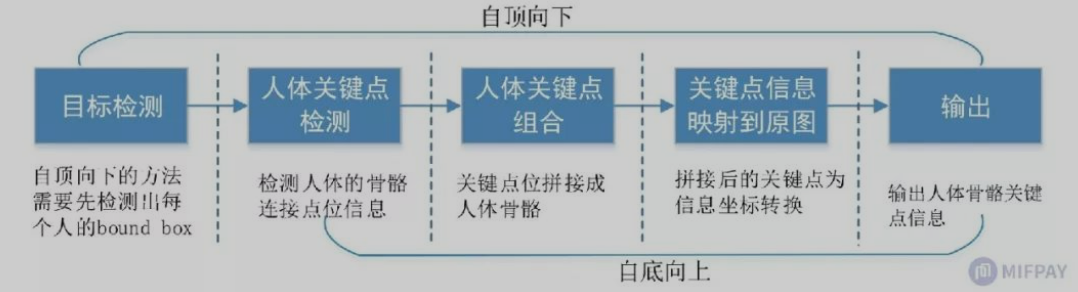 自顶向下
目标检测
人体关键点
检测
人体关键点
组合
关键点信息
映射到原图
输出
自顶向下的方法
需要先检测出每
个人的bound box
检测人体的骨骼
连接点位信息
关键点位拼接成
人体骨骼
拼接后的关键点为
信息坐标转换
输出人体骨骼关键
点信息
自底向上
MIFPAY